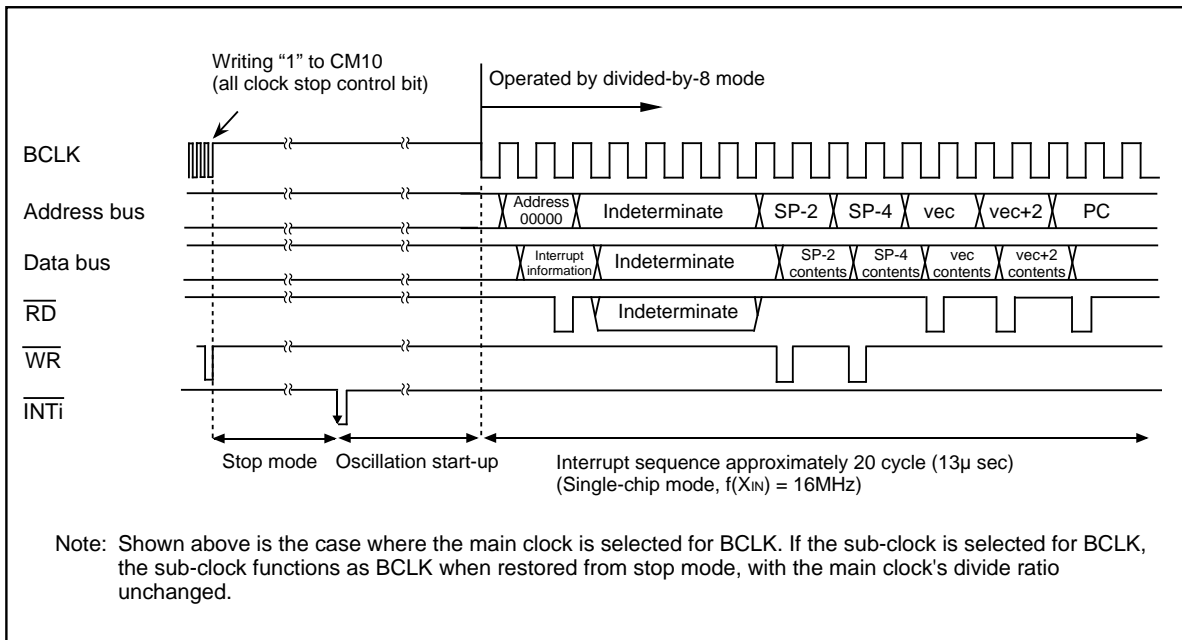 Writing “1” to CM10
(all clock stop control bit)
Operated by divided-by-8 mode
BCLK
Address bus
Address
00000
Indeterminate
SP-2
SP-4
vec
vec+2
PC
Data bus
Interrupt
information
Indeterminate
SP-2
contents
SP-4
contents
vec
contents
vec+2
contents
RD
Indeterminate
WR
INTi
Stop mode
Oscillation start-up
Interrupt sequence approximately 20 cycle (13μ sec)
(Single-chip mode, f(XIN) = 16MHz)
Note: Shown above is the case where the main clock is selected for BCLK. If the sub-clock is selected for BCLK,
the sub-clock functions as BCLK when restored from stop mode, with the main clock's divide ratio
unchanged.